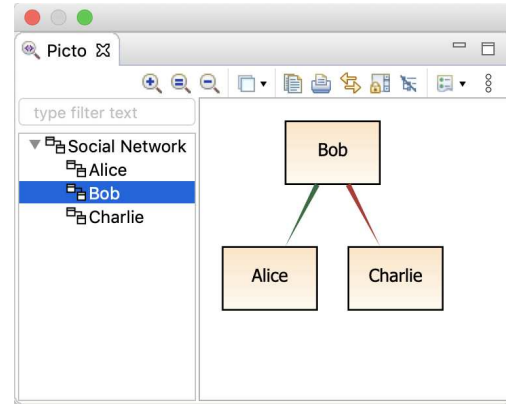 Picto
type filter text
Social Network
Alice
Bob
Charlie
Bob
Alice
Charlie